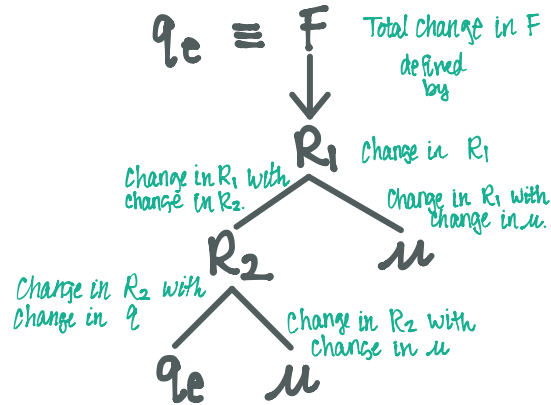 qe ≡ F
Total change in F
defined
by
R1
Change in R1
Change in R1 with
change in R2.
Change in R1 with
change in μ.
R2
μ
Change in R2 with
change in q
Change in R2 with
change in μ
qe
μ